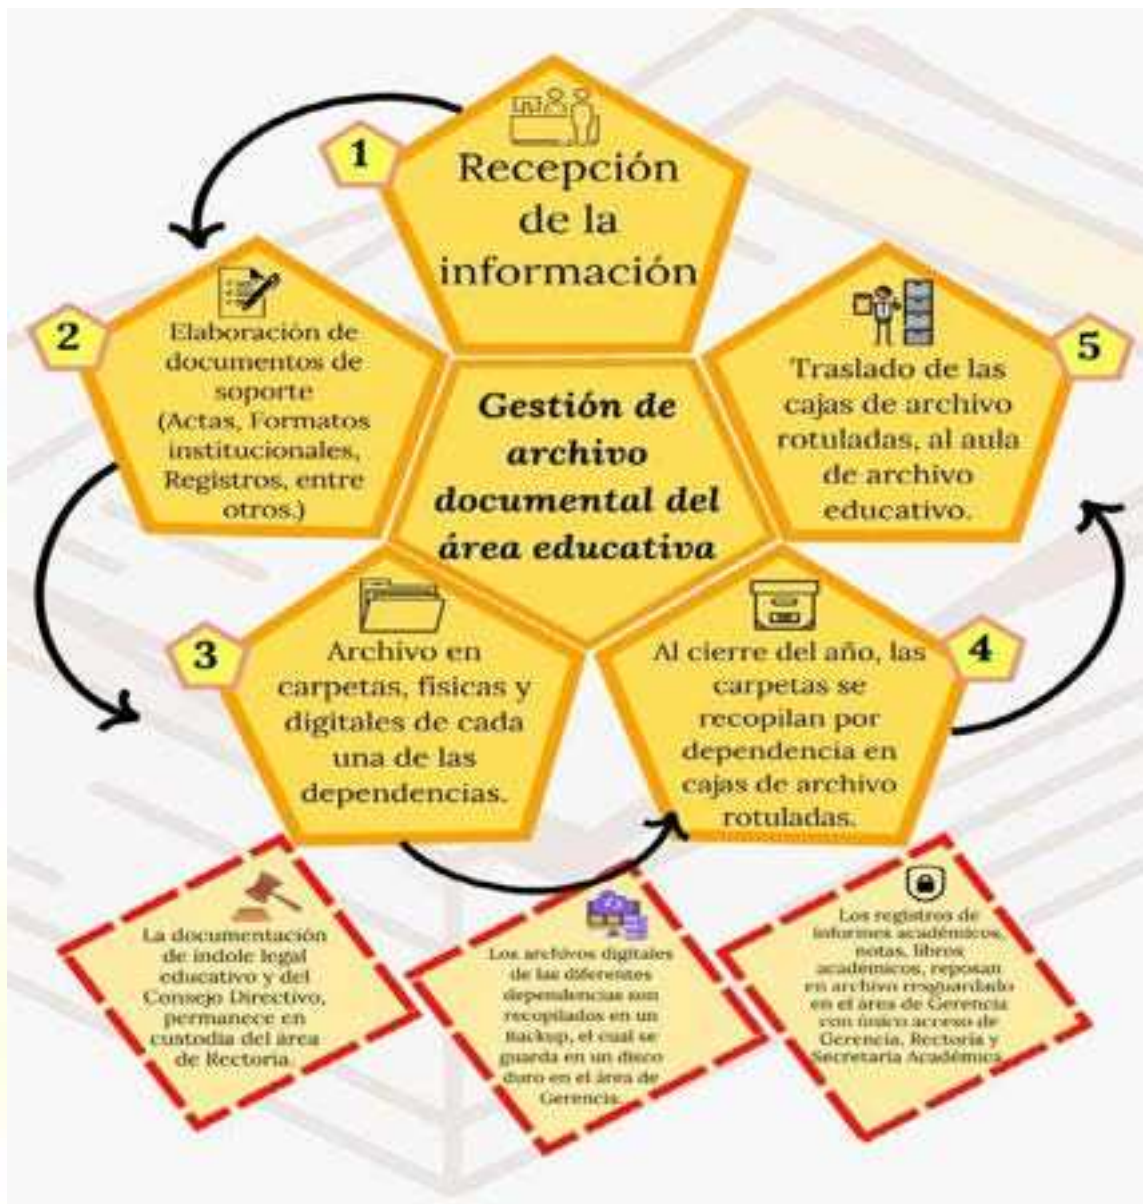 1
Recepción
de la
información
2
Elaboración de
documentos de
soporte
(Actas, Formatos
institucionales,
Registros, entre
otros.)
Gestión de
archivo
documental del
área educativa
5
Traslado de las
cajas de archivo
rotuladas, al aula
de archivo
educativo.
3
Archivo en
carpetas, físicas y
digitales de cada
una de las
dependencias.
4
Al cierre del año, las
carpetas se
recopilan por
dependencia en
cajas de archivo
rotuladas.
La documentación
de indole legal
educativo y del
Consejo Directivo,
permanece en
custodia del área
de Rectoría.
Los archivos digitales
de las diferentes
dependencias son
recopilados en un
Backup, el cual se
guarda en un disco
duro en el área de
Gerencia.
Los registros de
informes académicos,
notas, libros
académicos, reposan
en archivo resguardado
en el área de Gerencia
con único acceso de
Gerencia, Rectoría y
Secretaría Académica.